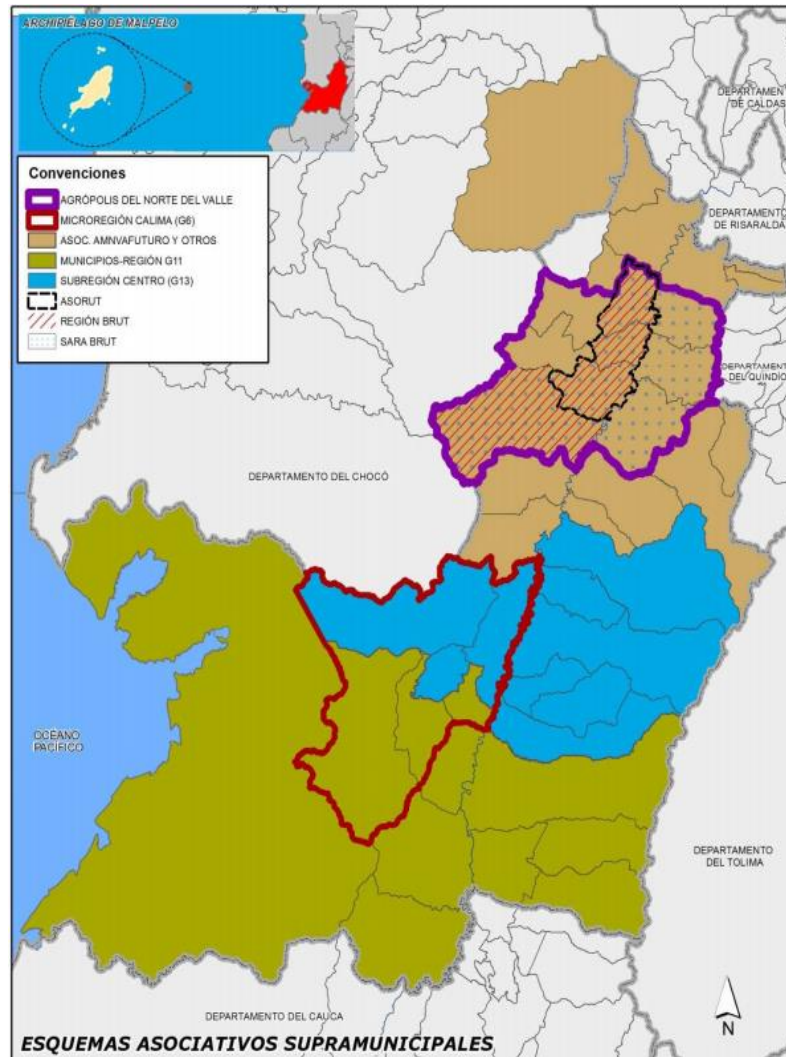 ARCHIPIÉLAGO DE MALPELO
Convenciones
AGRÓPOLIS DEL NORTE DEL VALLE
MICROREGIÓN CALIMA (G6)
ASOC. AMNVAFUTURO Y OTROS
MUNICIPIOS-REGIÓN G11
SUBREGIÓN CENTRO (G13)
ASORUT
REGIÓN BRUT
SARA BRUT
DEPARTAMENTO
DE CALDAS
DEPARTAMENTO
DE RISARALDA
DEPARTAMENTO
DEL QUINDÍO
DEPARTAMENTO DEL CHOCÓ
OCÉANO
PACÍFICO
DEPARTAMENTO
DEL TOLIMA
DEPARTAMENTO DEL CAUCA
N
ESQUEMAS ASOCIATIVOS SUPRAMUNICIPALES